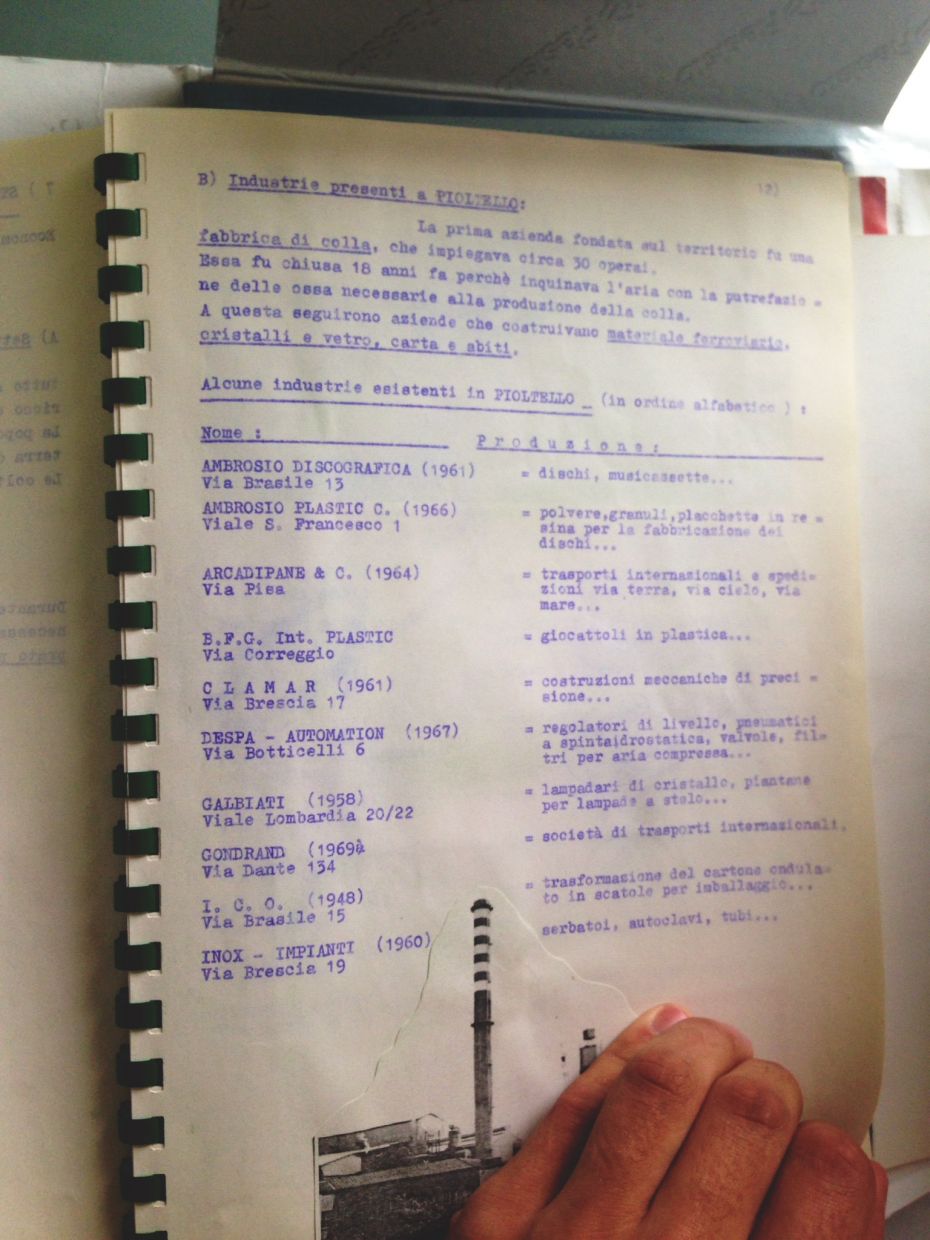 12)
B) Industrie presenti a PIOLTELLO:
La prima azienda fondata sul territorio fu una
fabbrica di colla, che impiegava circa 30 operai.
Essa fu chiusa 18 anni fa perchè inquinava l'aria con la putrefazio =
ne delle ossa necessarie alla produzione della colla.
A questa seguirono aziende che costruivano materiale ferroviario,
cristalli e vetro, carta e abiti.
Alcune industrie esistenti in PIOLTELLO _ (in ordine alfabetico ) :
Nome : P r o d u z i o n e :
AMBROSIO DISCOGRAFICA (1961) = dischi, musicassette...
Via Brasile 13
AMBROSIO PLASTIC C. (1966) = polvere,granuli,placchette in re =
Viale S. Francesco 1 sina per la fabbricazione dei
dischi...
ARCADIPANE & C. (1964) = trasporti internazionali e spedi=
Via Pisa zioni via terra, via cielo, via
mare...
B.F.G. Int. PLASTIC = giocattoli in plastica...
Via Correggio
C L A M A R (1961) = costruzioni meccaniche di preci =
Via Brescia 17 sione...
DESPA - AUTOMATION (1967) = regolatori di livello, pneumatici
Via Botticelli 6 a spintaidrostatica, valvole, fil=
tri per aria compressa...
GALBIATI (1958) = lampadari di cristallo, piantane
Viale Lombardia 20/22 per lampade a stelo...
GONDRAND (1969à = società di trasporti internazionali.
Via Dante 134
I. C. O. (1948) = trasformazione del cartone ondula=
Via Brasile 15 to in scatole per imballaggio...
INOX - IMPIANTI (1960) serbatoi, autoclavi, tubi...
Via Brescia 19